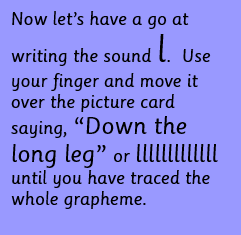 Now let's have a go at
writing the sound l.  Use
your finger and move it
over the picture card
saying, "Down the
long leg" or lllllllllllll
until you have traced the
whole grapheme.